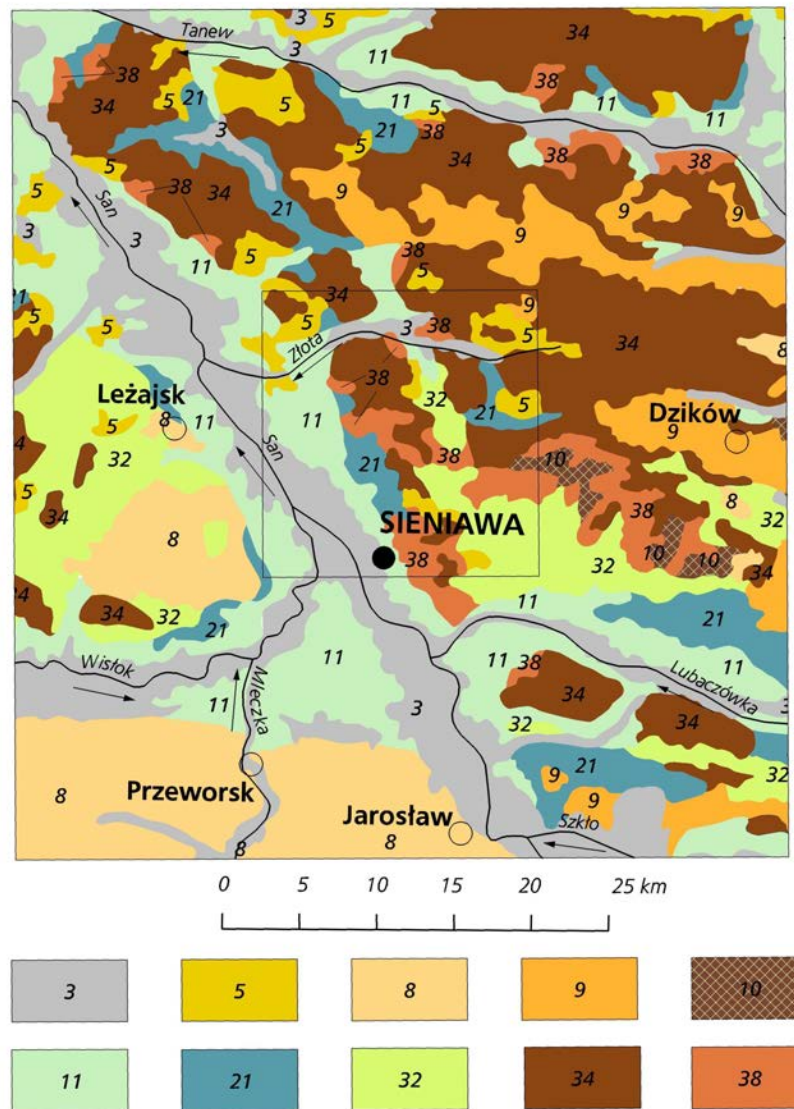 3 5 34
Tanew 3 11
38 34 5 21 5 11 5 38 38 11 11
3 21 38 34 38 38
5 5 5 San 38 34 21 9 9 9 9
3 3 11 5 38 5
21 5 5 34 5 3 38 9 5 34 8
Złota
38 32 21 5
Leżajsk 8 11 11 Dzików
5 32 San 21 38 10 9 10
4 5 34 8 SIENIAWA 38 8 32
38 32 10 10 34
34 34 32 21 11 21
Wisłok 11 11 38 11 Lubaczówka
Mleczka 11 3 34 34 3
32 21 32
Przeworsk 8 9 9
Jarosław 8 Szkło
8
0 5 10 15 20 25 km
3 5 8 9 10
11 21 32 34 38